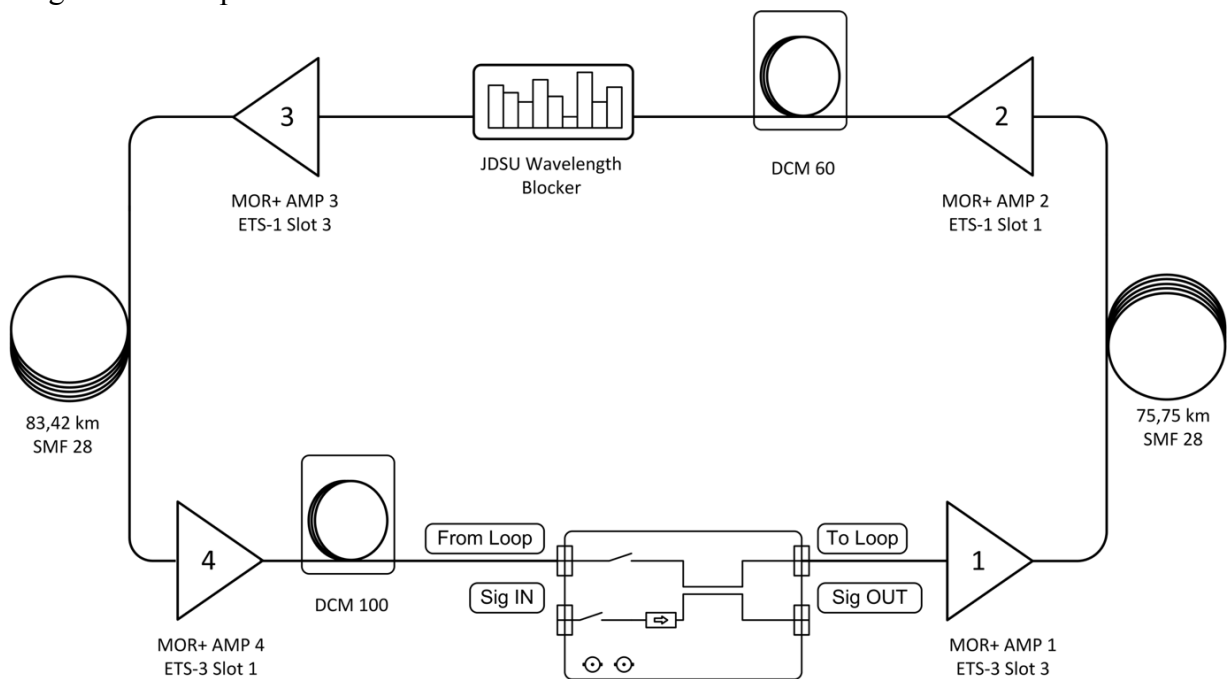 3
2
JDSU Wavelength
Blocker
DCM 60
MOR+ AMP 3
ETS-1 Slot 3
MOR+ AMP 2
ETS-1 Slot 1
83,42 km
SMF 28
75,75 km
SMF 28
4
DCM 100
From Loop
Sig IN
To Loop
Sig OUT
1
MOR+ AMP 4
ETS-3 Slot 1
MOR+ AMP 1
ETS-3 Slot 3